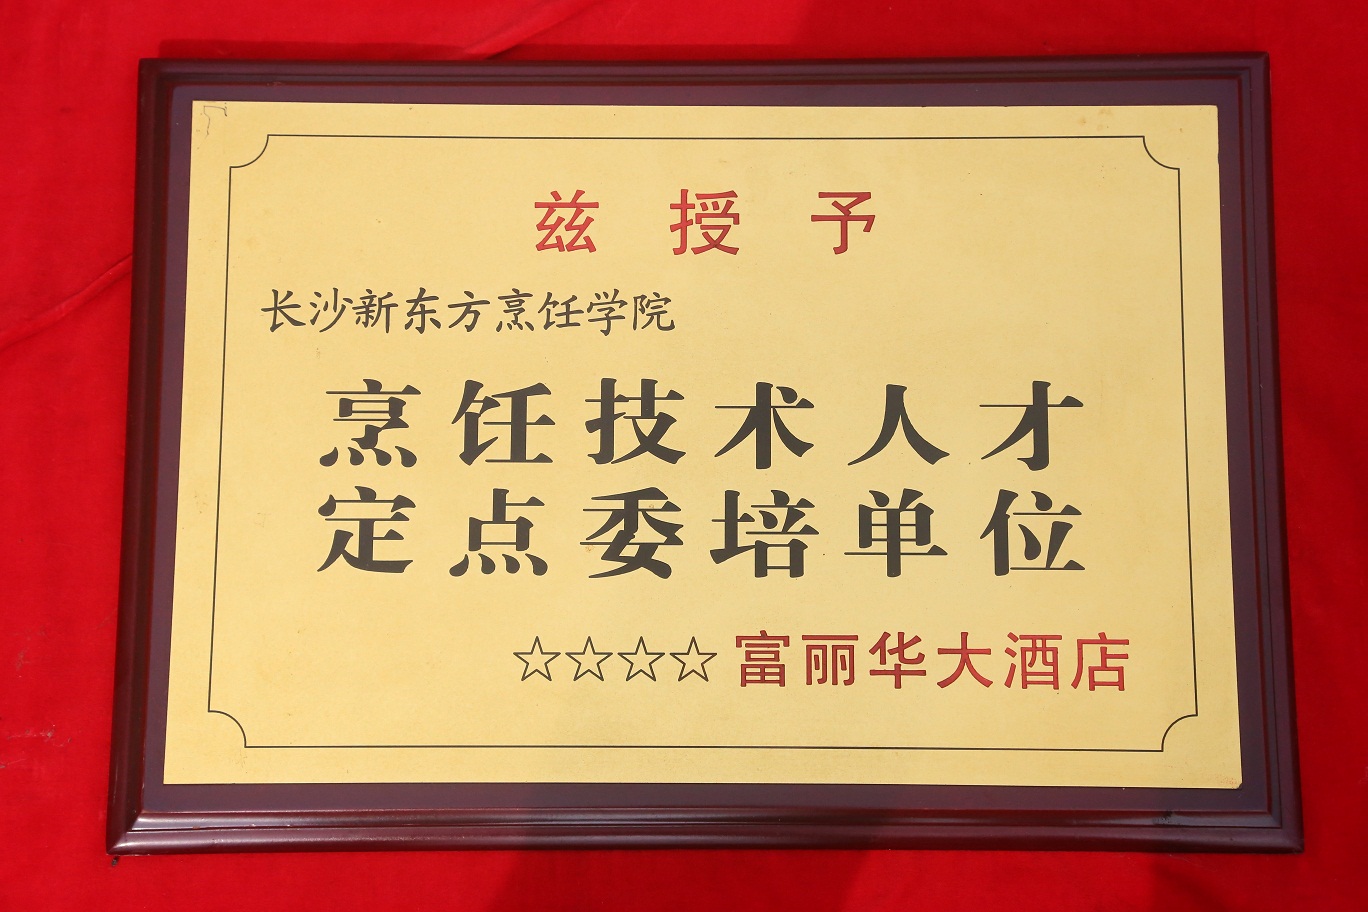 兹授予
长沙新东方烹饪学院
烹饪技术人才
定点委培单位
☆☆☆☆富丽华大酒店